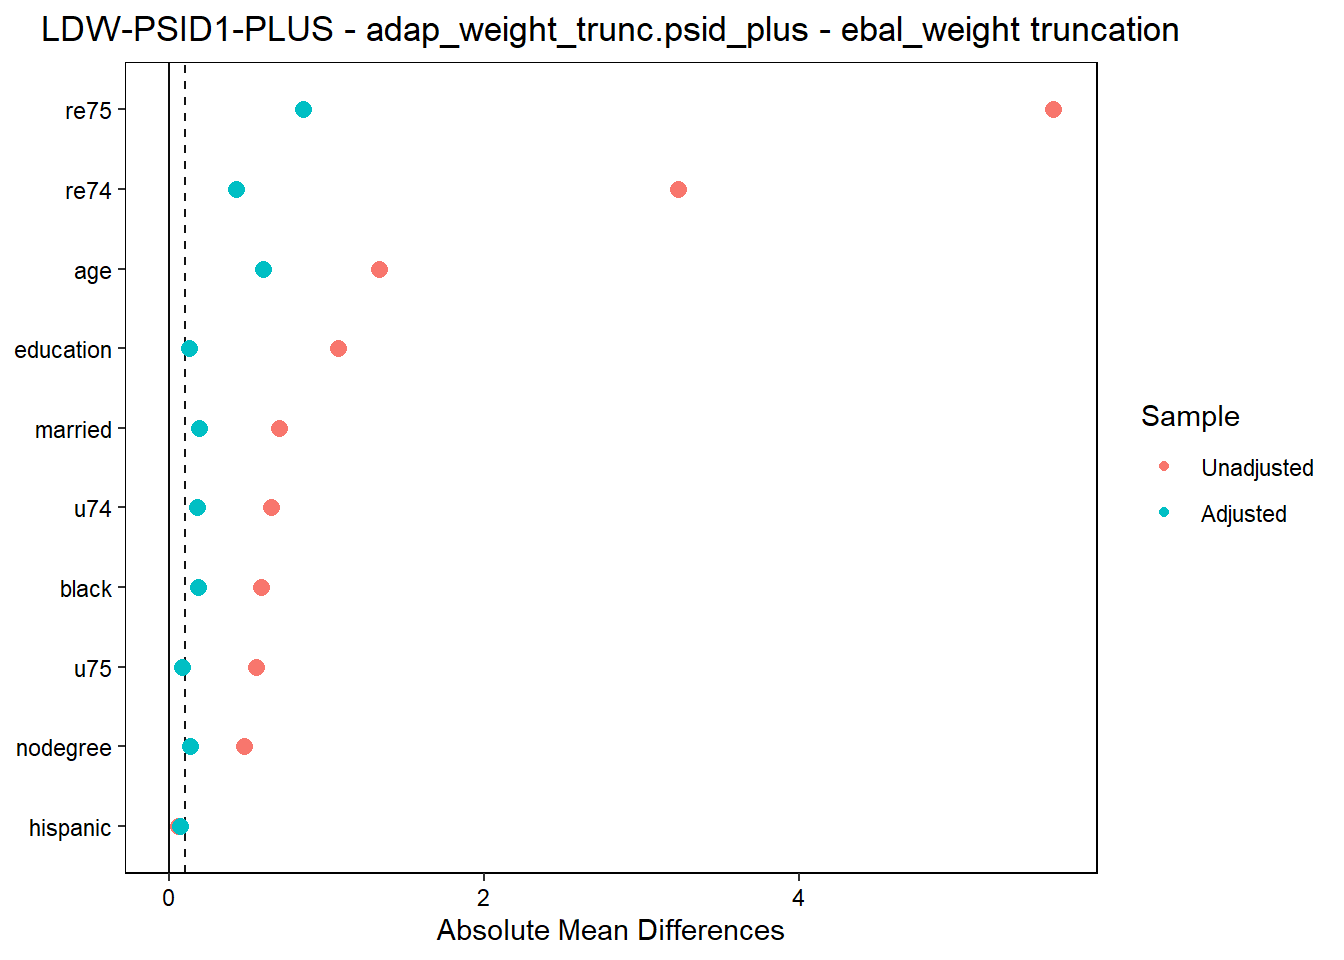 LDW-PSID1-PLUS - adap_weight_trunc.psid_plus - ebal_weight truncation
re75
re74
age
education
married
u74
black
u75
nodegree
hispanic
0
2
4
Absolute Mean Differences
Sample
Unadjusted
Adjusted